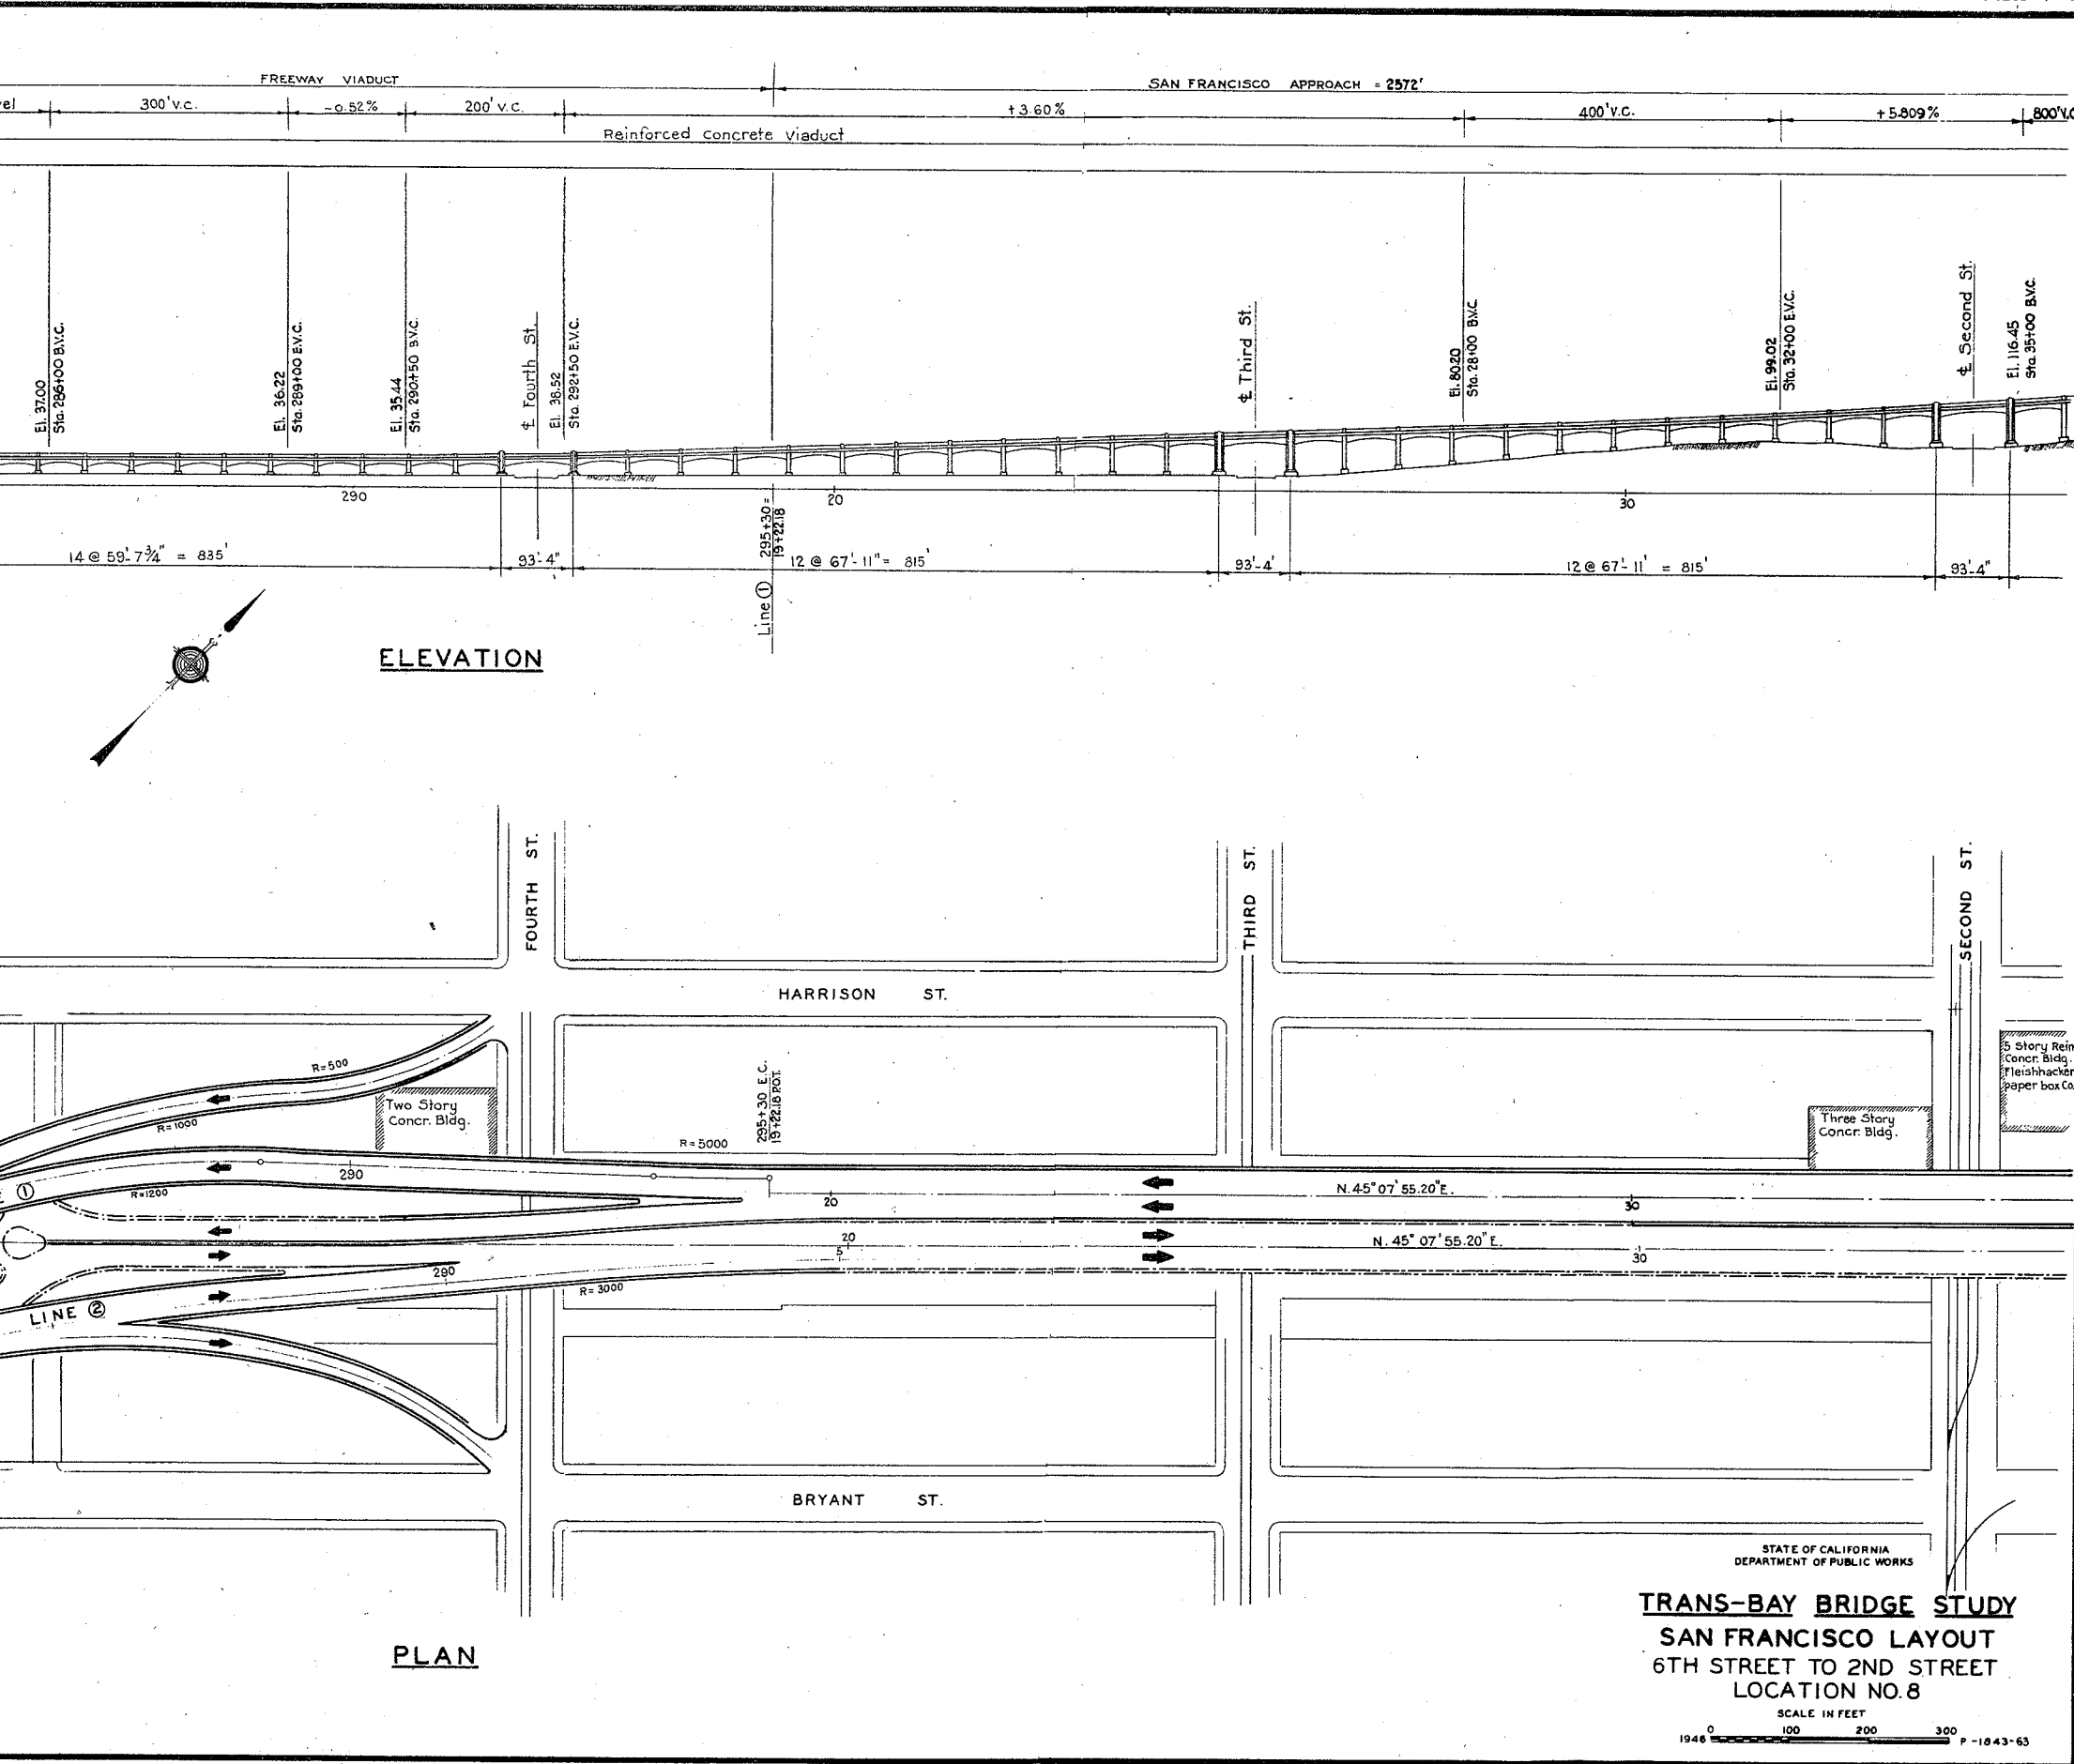 FREEWAY VIADUCT
SAN FRANCISCO APPROACH = 2572'
300' V.C.
-0.52%
200' V.C.
+3.60%
400' V.C.
+5.809%
800' V.C
Reinforced Concrete Viaduct
El. 37.00
Sta. 286+00 B.V.C.
El. 36.22
Sta. 289+00 E.V.C.
El. 35.44
Sta. 290+50 B.V.C.
℄ Fourth St.
El. 38.52
Sta. 292+50 E.V.C.
℄ Third St.
El. 80.20
Sta. 28+00 B.V.C.
El. 99.02
Sta. 32+00 E.V.C.
℄ Second St.
El. 116.45
Sta. 35+00 B.V.C.
290
20
30
295+30 =
19+22.18
Line ①
14 @ 59'-7¾" = 835'
93'-4"
12 @ 67'-11" = 815'
93'-4'
12 @ 67'-11' = 815'
93'-4"
ELEVATION
FOURTH ST.
THIRD ST.
SECOND ST.
HARRISON ST.
R=500
R=1000
Two Story
Concr. Bldg.
295+30 E.C.
19+22.18 P.O.T.
R=5000
Three Story
Concr. Bldg.
5 Story Rein
Concr. Bldg.
Fleishhacker
paper box Co.
①
290
R=1200
20
N. 45° 07' 55.20" E.
30
20
5
N. 45° 07' 55.20" E.
30
290
R=3000
LINE ②
BRYANT ST.
PLAN
STATE OF CALIFORNIA
DEPARTMENT OF PUBLIC WORKS
TRANS-BAY BRIDGE STUDY
SAN FRANCISCO LAYOUT
6TH STREET TO 2ND STREET
LOCATION NO. 8
SCALE IN FEET
0 100 200 300
1946
P-1843-63